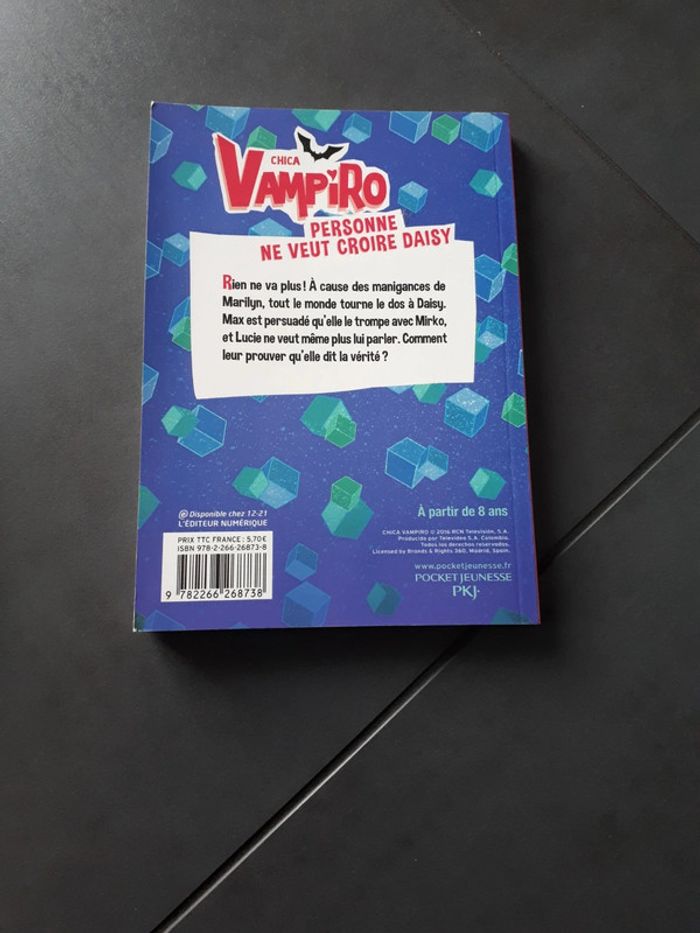 CHICA
VAMPiRO
PERSONNE
NE VEUT CROIRE DAISY
Rien ne va plus ! À cause des manigances de
Marilyn, tout le monde tourne le dos à Daisy.
Max est persuadé qu'elle le trompe avec Mirko,
et Lucie ne veut même plus lui parler. Comment
leur prouver qu'elle dit la vérité ?
Disponible chez 12-21
L'ÉDITEUR NUMÉRIQUE
PRIX TTC FRANCE : 5,70€
ISBN 978-2-266-26873-8
9 782266 268738
À partir de 8 ans
CHICA VAMPIRO © 2016 RCN Televisión, S.A.
Producida por Televideo S.A. Colombia.
Todos los derechos reservados.
Licensed by Brands & Rights 360, Madrid, Spain.
www.pocketjeunesse.fr
POCKET JEUNESSE
PKJ·